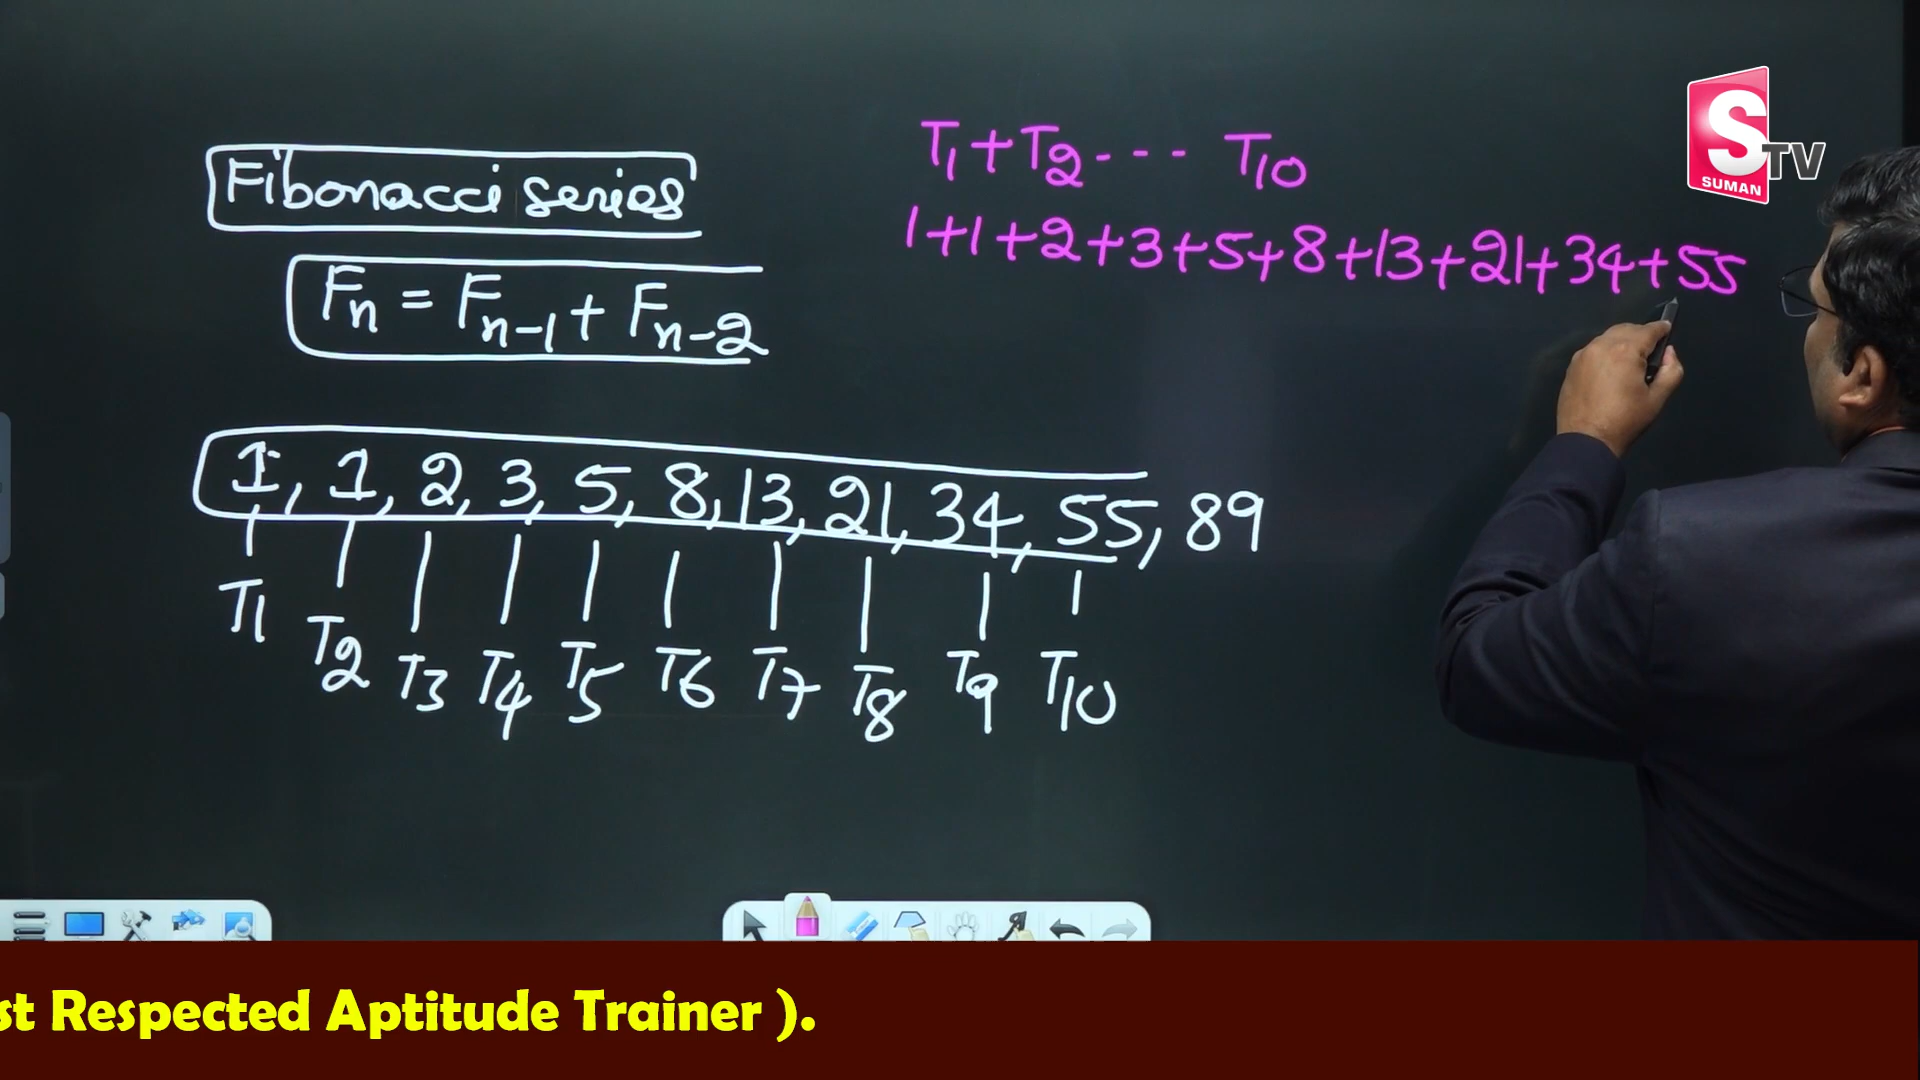 Fibonacci series
Fn = Fn-1 + Fn-2
T1+T2---- T10
1+1+2+3+5+8+13+21+34+55
1, 1, 2, 3, 5, 8, 13, 21, 34, 55, 89
T1 T2 T3 T4 T5 T6 T7 T8 T9 T10
S TV
SUMAN
st Respected Aptitude Trainer ).